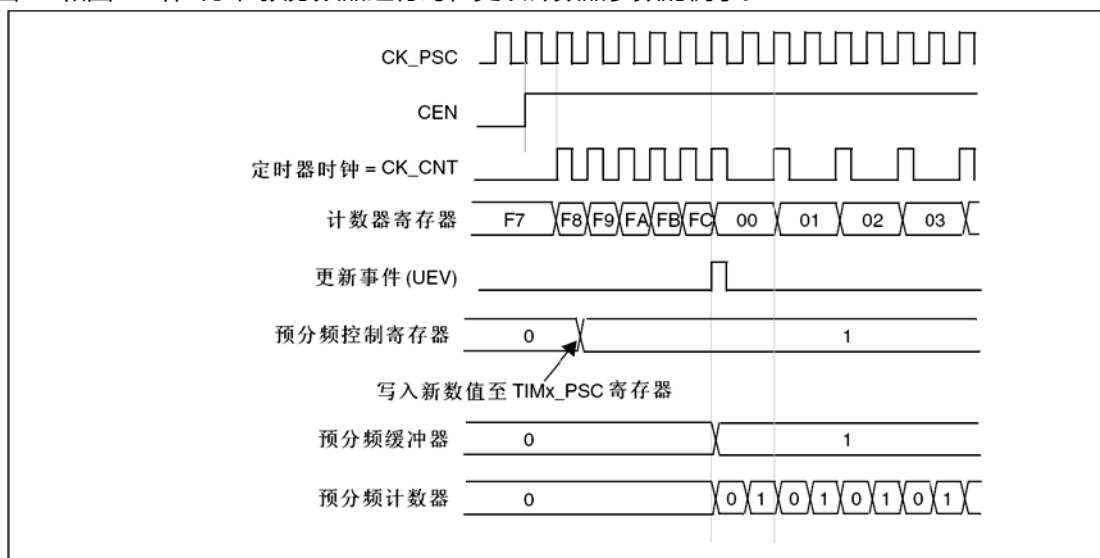 CK_PSC
CEN
定时器时钟 = CK_CNT
计数器寄存器 F7 F8 F9 FA FB FC 00 01 02 03
更新事件(UEV)
预分频控制寄存器 0 1
写入新数值至 TIMx_PSC 寄存器
预分频缓冲器 0 1
预分频计数器 0 0 1 0 1 0 1 0 1